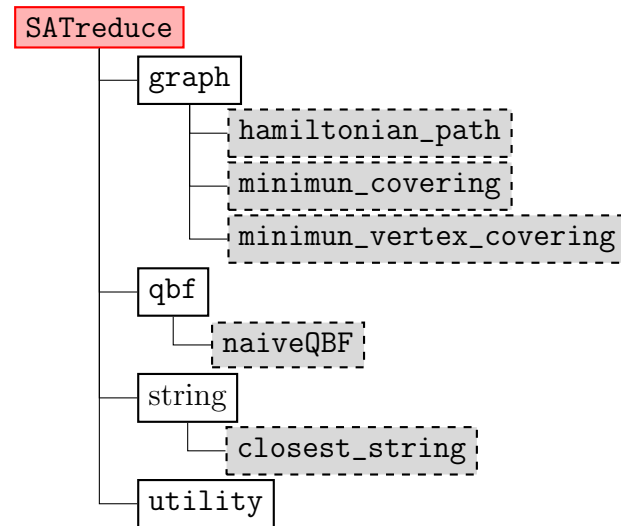 SATreduce
graph
hamiltonian_path
minimun_covering
minimun_vertex_covering
qbf
naiveQBF
string
closest_string
utility